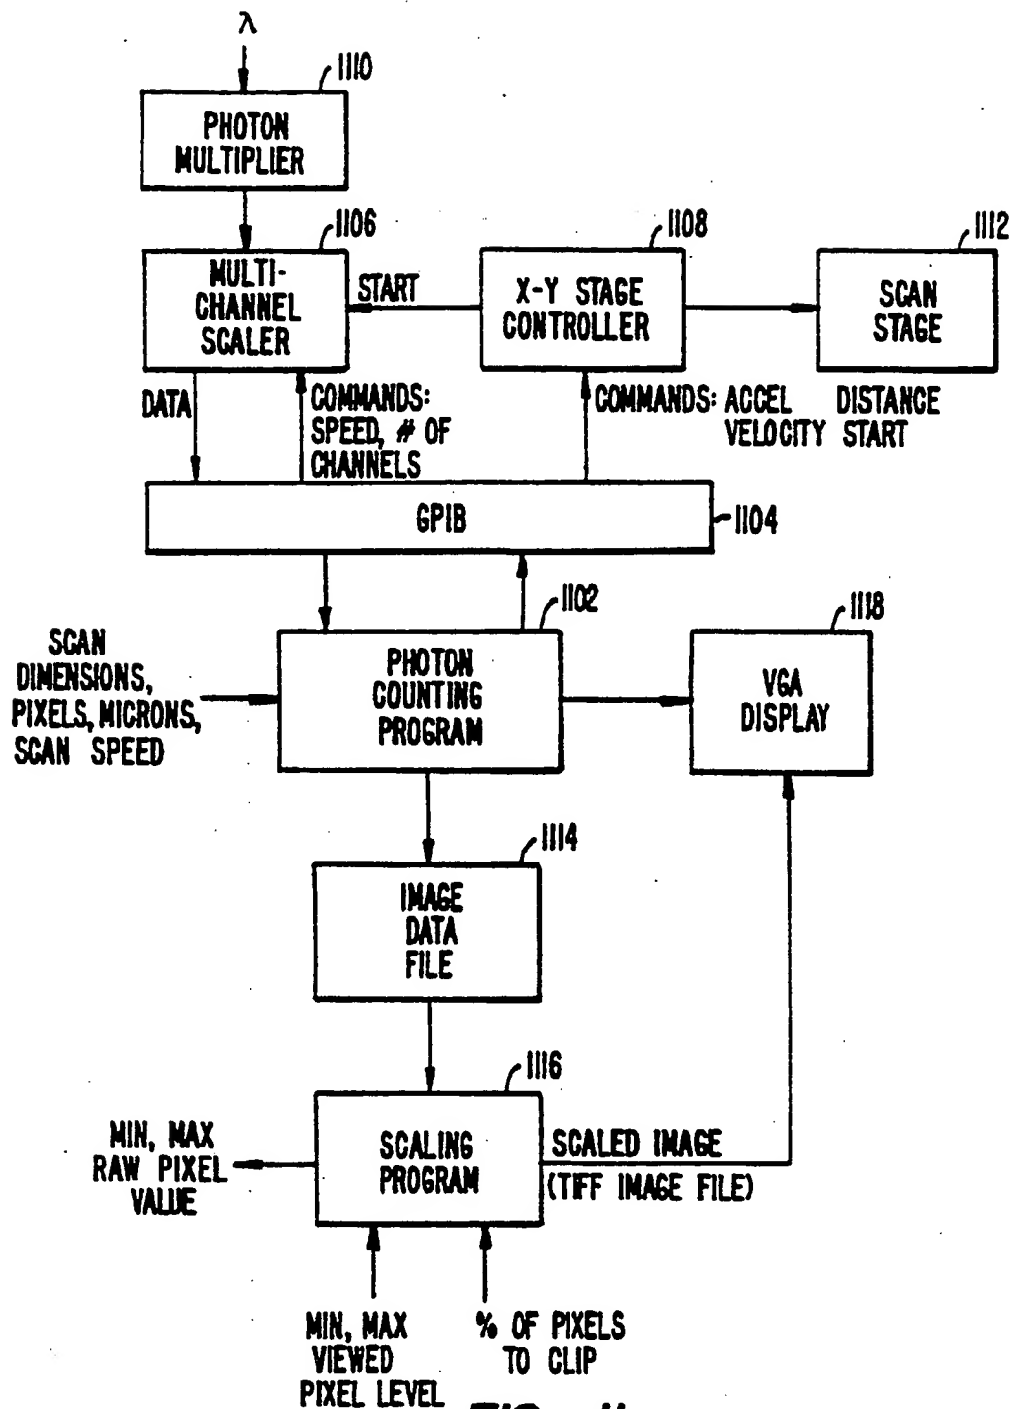 λ
1110
PHOTON
MULTIPLIER
1106
MULTI-
CHANNEL
SCALER
START
1108
X-Y STAGE
CONTROLLER
1112
SCAN
STAGE
DATA
COMMANDS:
SPEED, # OF
CHANNELS
COMMANDS: ACCEL DISTANCE
VELOCITY START
GPIB
1104
1102
SCAN
DIMENSIONS,
PIXELS, MICRONS,
SCAN SPEED
PHOTON
COUNTING
PROGRAM
1118
VGA
DISPLAY
1114
IMAGE
DATA
FILE
1116
SCALING
PROGRAM
MIN, MAX
RAW PIXEL
VALUE
SCALED IMAGE
(TIFF IMAGE FILE)
MIN, MAX
VIEWED
PIXEL LEVEL
% OF PIXELS
TO CLIP